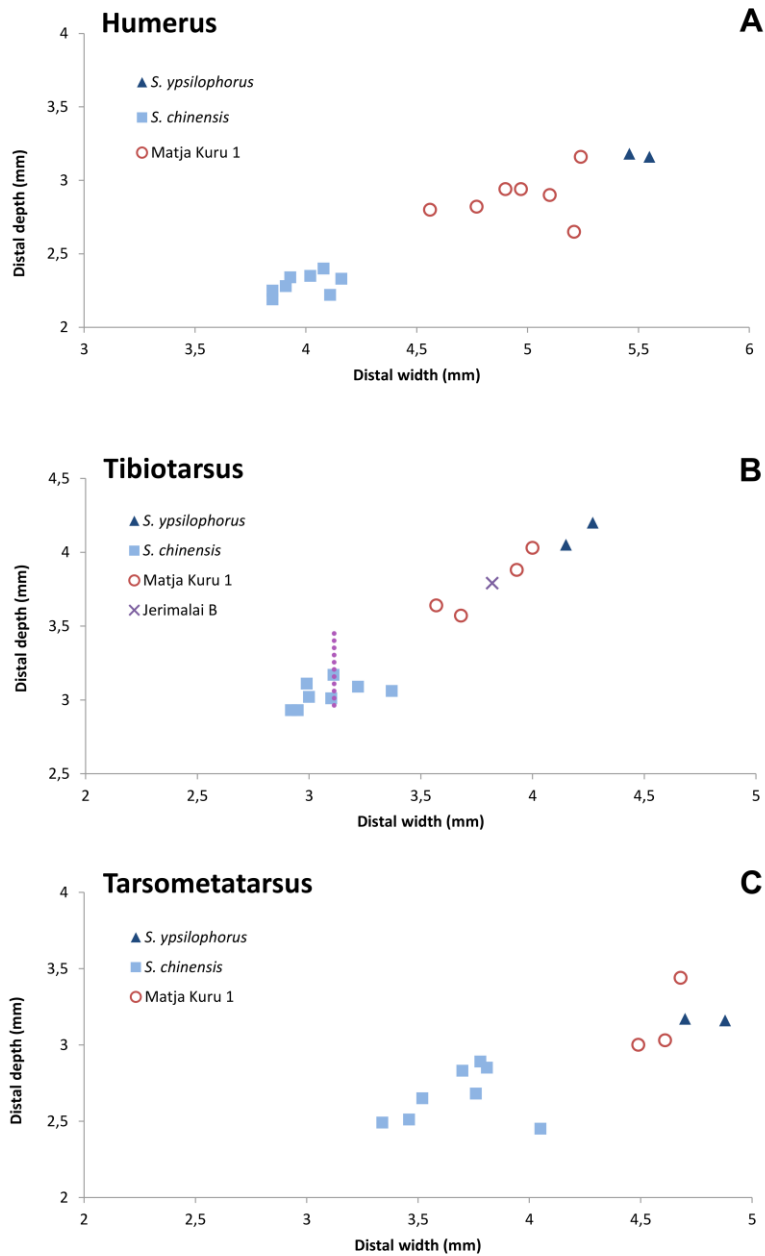 Humerus
A
4
3,5
3
2,5
2
Distal depth (mm)
S. ypsilophorus
S. chinensis
Matja Kuru 1
3 3,5 4 4,5 5 5,5 6
Distal width (mm)
Tibiotarsus
B
4,5
4
3,5
3
2,5
Distal depth (mm)
S. ypsilophorus
S. chinensis
Matja Kuru 1
Jerimalai B
2 2,5 3 3,5 4 4,5 5
Distal width (mm)
Tarsometatarsus
C
4
3,5
3
2,5
2
Distal depth (mm)
S. ypsilophorus
S. chinensis
Matja Kuru 1
2 2,5 3 3,5 4 4,5 5
Distal width (mm)